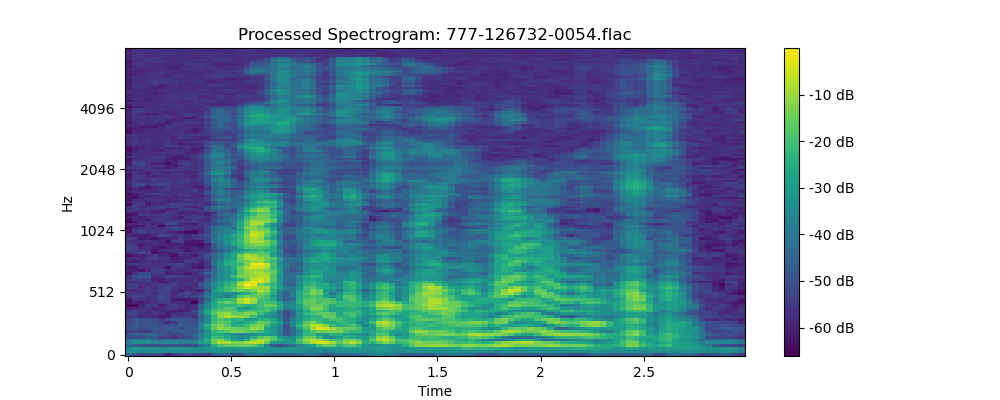 Processed Spectrogram: 777-126732-0054.flac
4096
2048
1024
512
0
Hz
0
0.5
1
1.5
2
2.5
Time
-10 dB
-20 dB
-30 dB
-40 dB
-50 dB
-60 dB